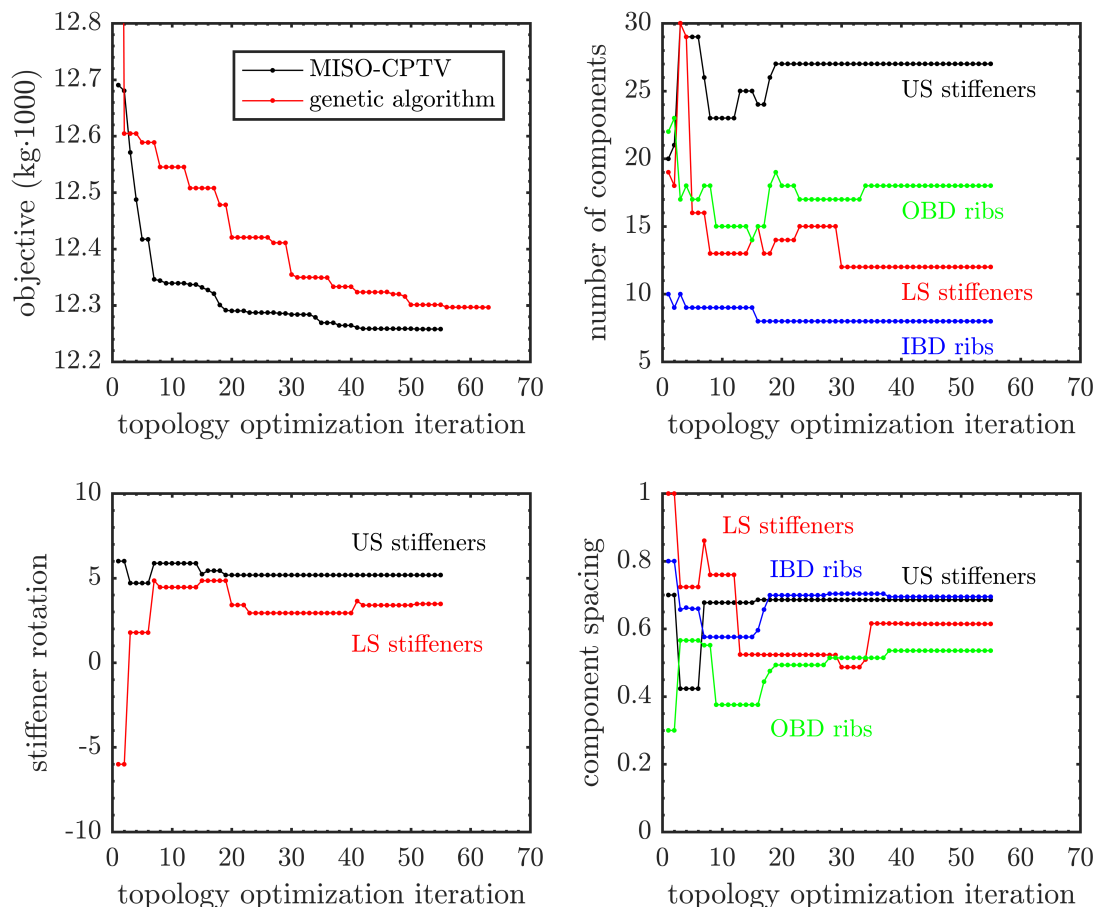 12.8
12.7
12.6
12.5
12.4
12.3
12.2
objective (kg·1000)
MISO-CPTV
genetic algorithm
0 10 20 30 40 50 60 70
topology optimization iteration
30
25
20
15
10
5
number of components
US stiffeners
OBD ribs
LS stiffeners
IBD ribs
0 10 20 30 40 50 60 70
topology optimization iteration
10
5
0
-5
-10
stiffener rotation
US stiffeners
LS stiffeners
0 10 20 30 40 50 60 70
topology optimization iteration
1
0.8
0.6
0.4
0.2
0
component spacing
LS stiffeners
IBD ribs
US stiffeners
OBD ribs
0 10 20 30 40 50 60 70
topology optimization iteration